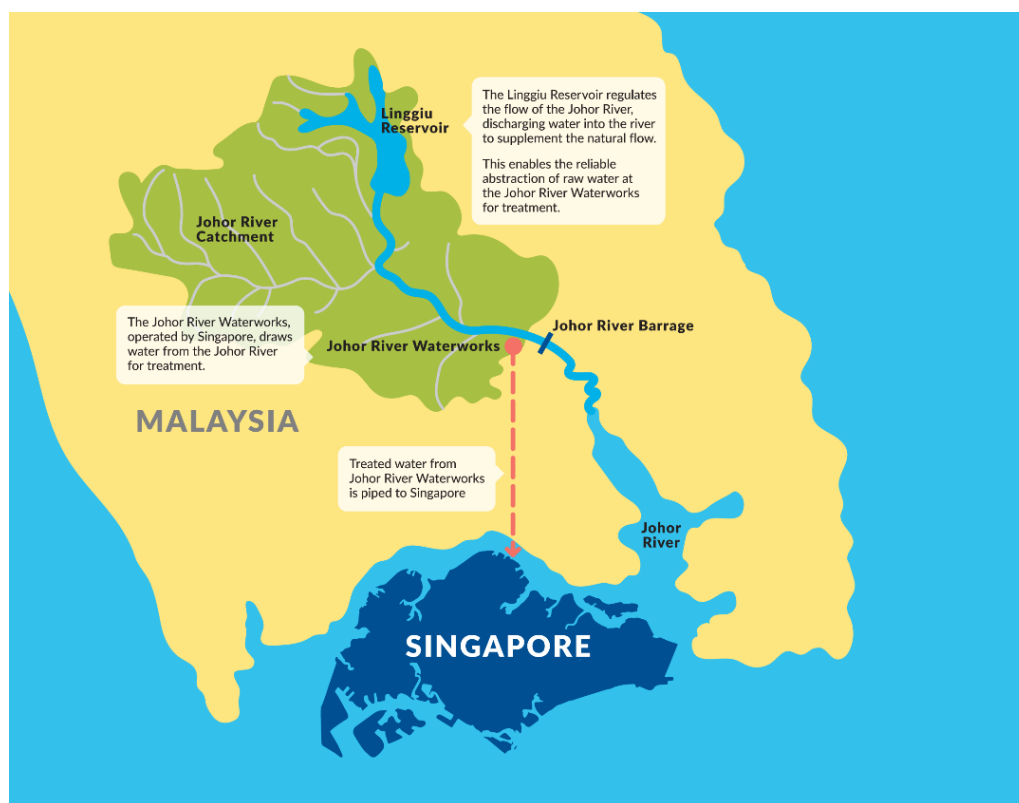 Linggiu
Reservoir
The Linggiu Reservoir regulates
the flow of the Johor River,
discharging water into the river
to supplement the natural flow.
This enables the reliable
abstraction of raw water at
the Johor River Waterworks
for treatment.
Johor River
Catchment
The Johor River Waterworks,
operated by Singapore, draws
water from the Johor River
for treatment.
Johor River Waterworks
Johor River Barrage
MALAYSIA
Treated water from
Johor River Waterworks
is piped to Singapore
Johor
River
SINGAPORE